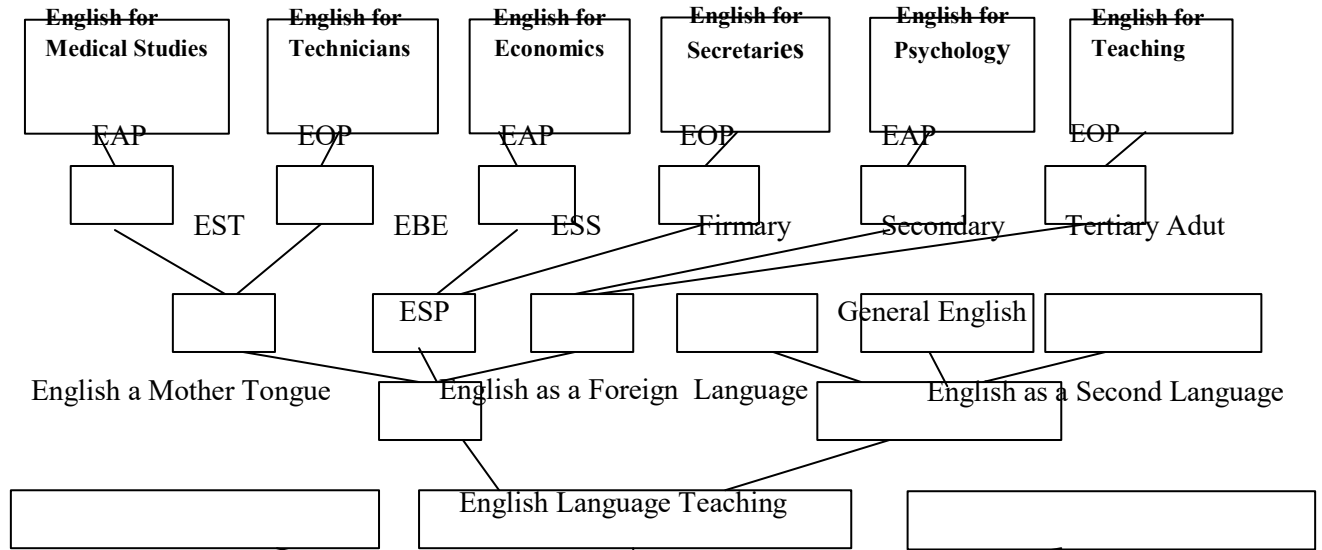 English for English for English for English for English for English for
Medical Studies Technicians Economics Secretaries Psychology Teaching
EAP EOP EAP EOP EAP EOP
EST EBE ESS Firmary Secondary Tertiary Adut
ESP General English
English a Mother Tongue English as a Foreign Language English as a Second Language
English Language Teaching